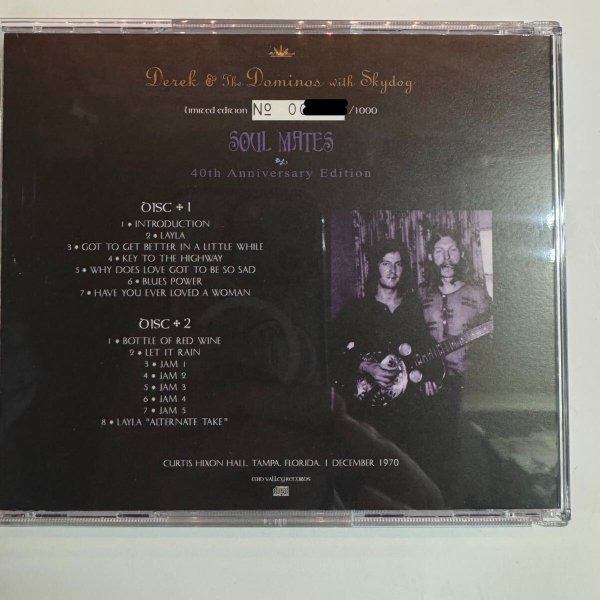 Derek & The Dominos with Skydog
Limited edition № 0 /1000
SOUL MATES
40th Anniversary Edition
DISC 1
1 • INTRODUCTION
2 • LAYLA
3 • GOT TO GET BETTER IN A LITTLE WHILE
4 • KEY TO THE HIGHWAY
5 • WHY DOES LOVE GOT TO BE SO SAD
6 • BLUES POWER
7 • HAVE YOU EVER LOVED A WOMAN
DISC 2
1 • BOTTLE OF RED WINE
2 • LET IT RAIN
3 • JAM 1
4 • JAM 2
5 • JAM 3
6 • JAM 4
7 • JAM 5
8 • LAYLA "ALTERNATE TAKE"
CURTIS HIXON HALL, TAMPA, FLORIDA, 1 DECEMBER 1970
MID VALLEY RECORDS